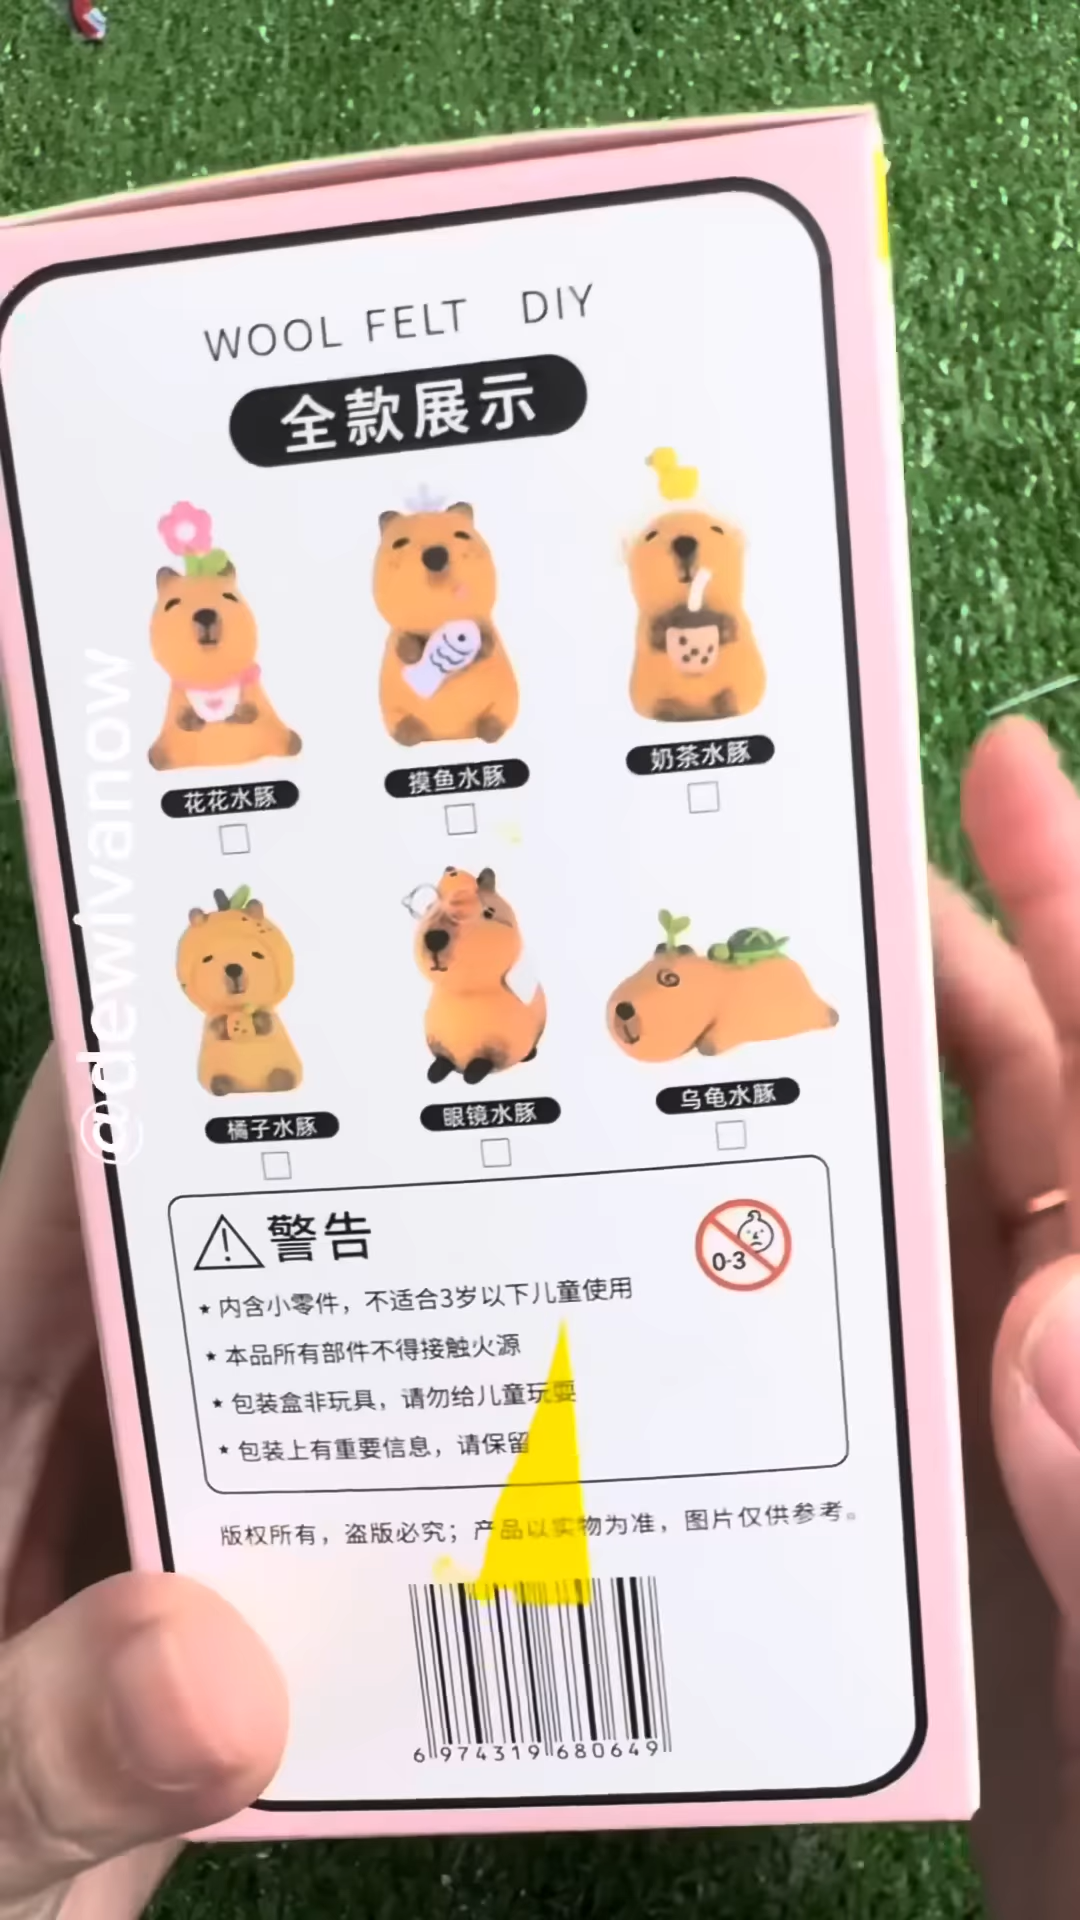 WOOL FELT DIY
全款展示
花花水豚
摸鱼水豚
奶茶水豚
橘子水豚
眼镜水豚
乌龟水豚
警告
0-3
★ 内含小零件，不适合3岁以下儿童使用
★ 本品所有部件不得接触火源
★ 包装盒非玩具，请勿给儿童玩耍
★ 包装上有重要信息，请保留
版权所有，盗版必究；产品以实物为准，图片仅供参考。
6 974319 680649
@dewivanow